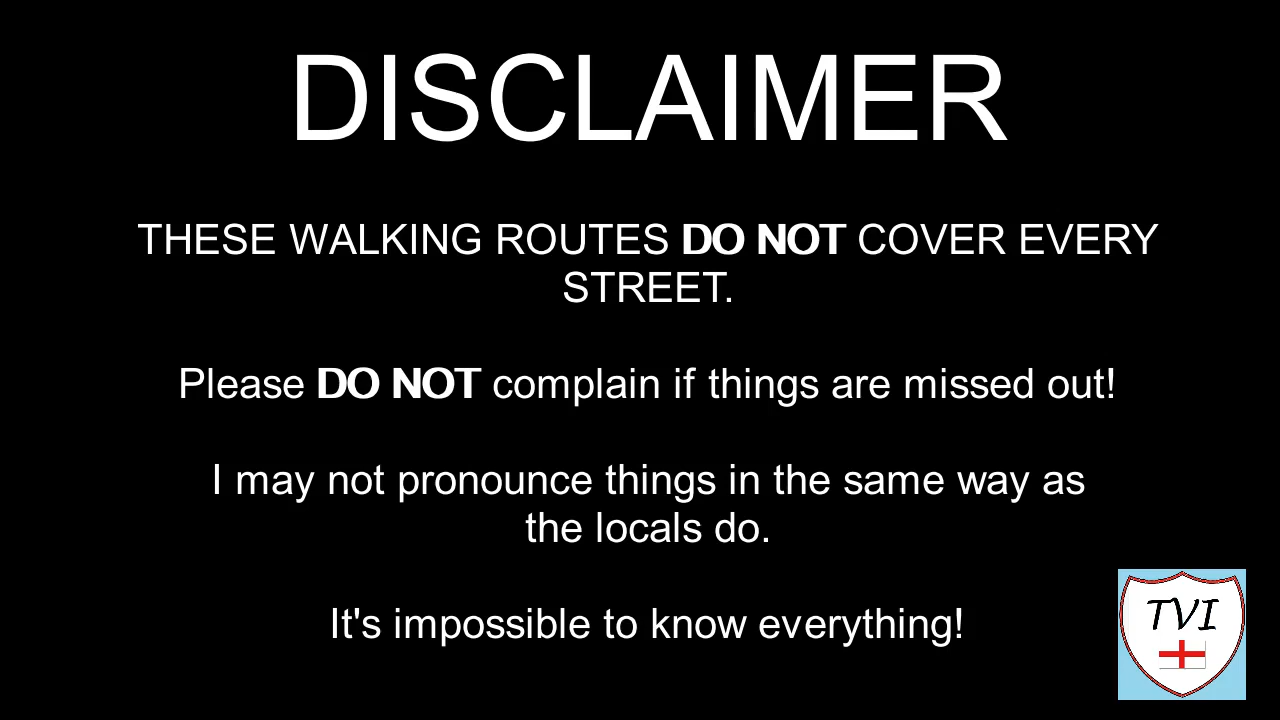 DISCLAIMER
THESE WALKING ROUTES DO NOT COVER EVERY
STREET.
Please DO NOT complain if things are missed out!
I may not pronounce things in the same way as
the locals do.
It's impossible to know everything!
TVI